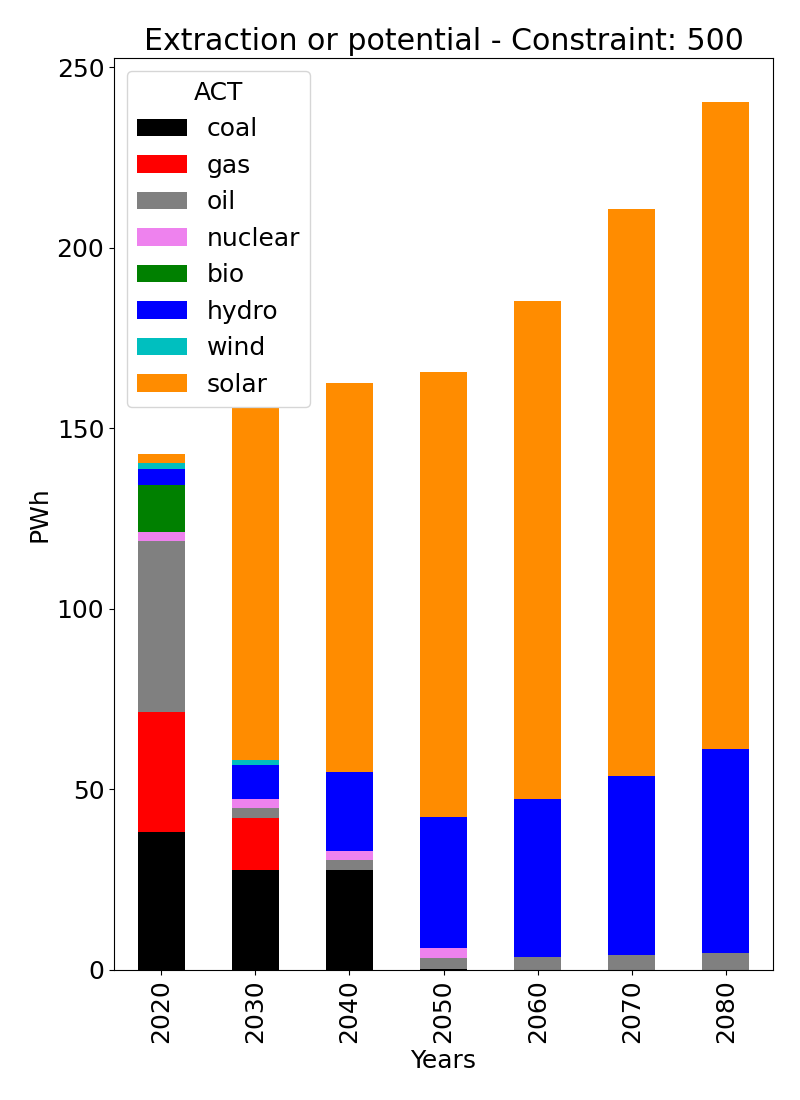 Extraction or potential - Constraint: 500
250
200
150
100
50
0
PWh
ACT
coal
gas
oil
nuclear
bio
hydro
wind
solar
2020
2030
2040
2050
2060
2070
2080
Years